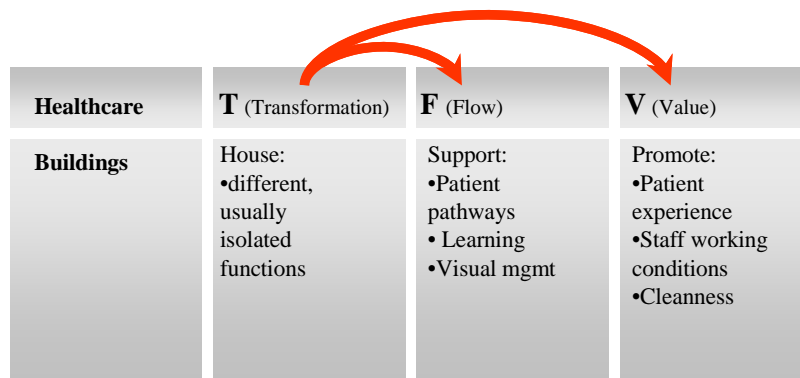 Healthcare
T (Transformation)
F (Flow)
V (Value)
Buildings
House:
•different,
usually
isolated
functions
Support:
•Patient
pathways
• Learning
•Visual mgmt
Promote:
•Patient
experience
•Staff working
conditions
•Cleanness